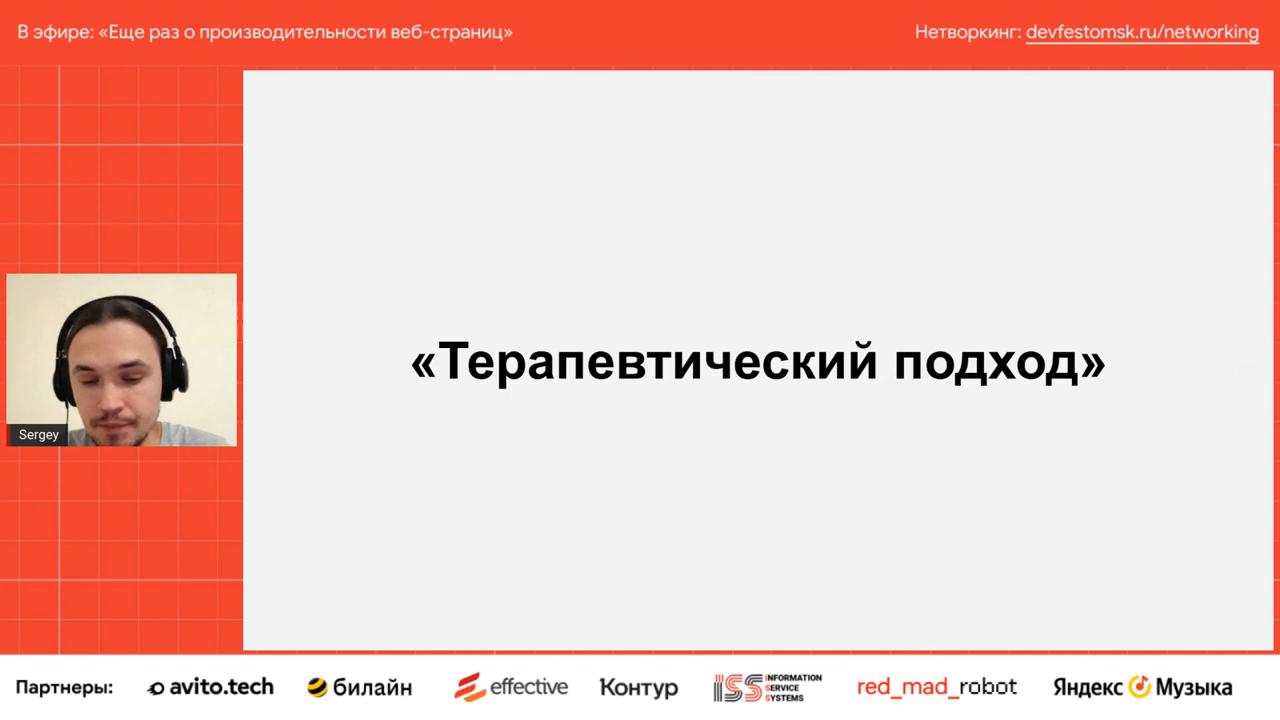 В эфире: «Еще раз о производительности веб-страниц»
Нетворкинг: devfestomsk.ru/networking
«Терапевтический подход»
Sergey
Партнеры: avito.tech билайн effective Контур ISS INFORMATION SERVICE SYSTEMS red_mad_robot Яндекс Музыка